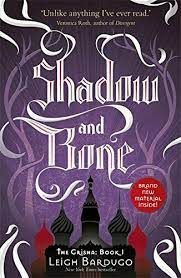 "Unlike anything I've ever read."
Veronica Roth, author of Divergent
Shadow
and
Bone
BRAND
NEW
MATERIAL
INSIDE!
THE GRISHA: BOOK 1
LEIGH BARDUGO
New York Times bestseller